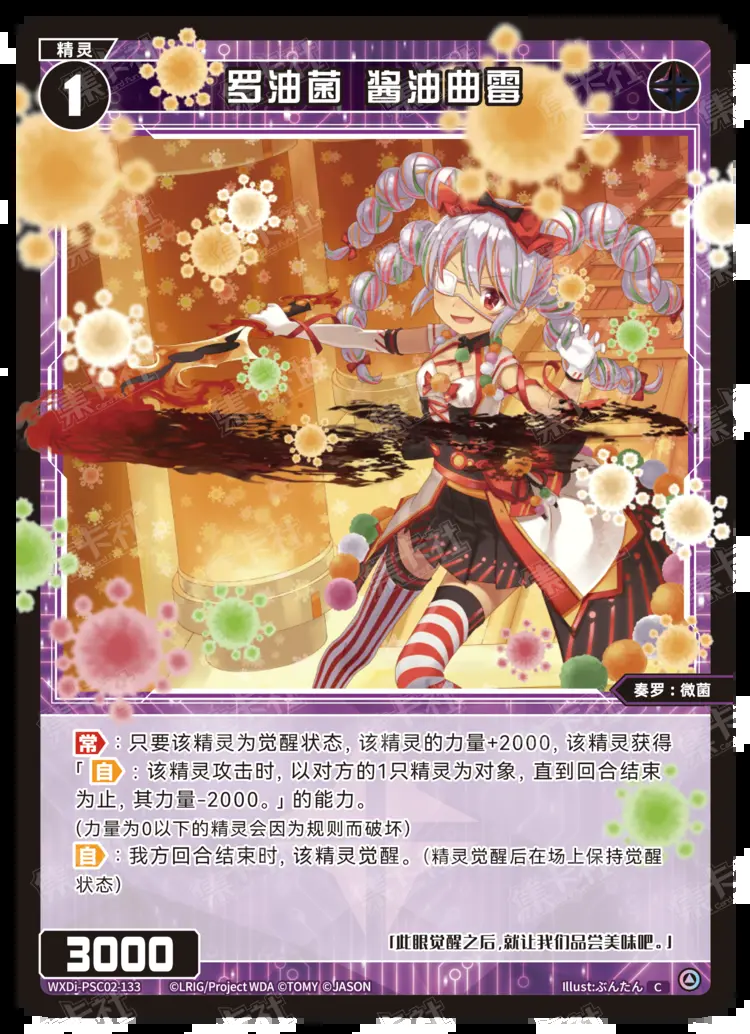 精灵
1
罗油菌 酱油曲霉
奏罗：微菌
常：只要该精灵为觉醒状态, 该精灵的力量+2000, 该精灵获得
「自：该精灵攻击时, 以对方的1只精灵为对象, 直到回合结束
为止, 其力量-2000。」的能力。
(力量为0以下的精灵会因为规则而破坏)
自：我方回合结束时, 该精灵觉醒。(精灵觉醒后在场上保持觉醒
状态)
「此眼觉醒之后,就让我们品尝美味吧。」
3000
WXDi-PSC02-133 ©LRIG/Project WDA ©TOMY ©JASON Illust:ぶんたん C